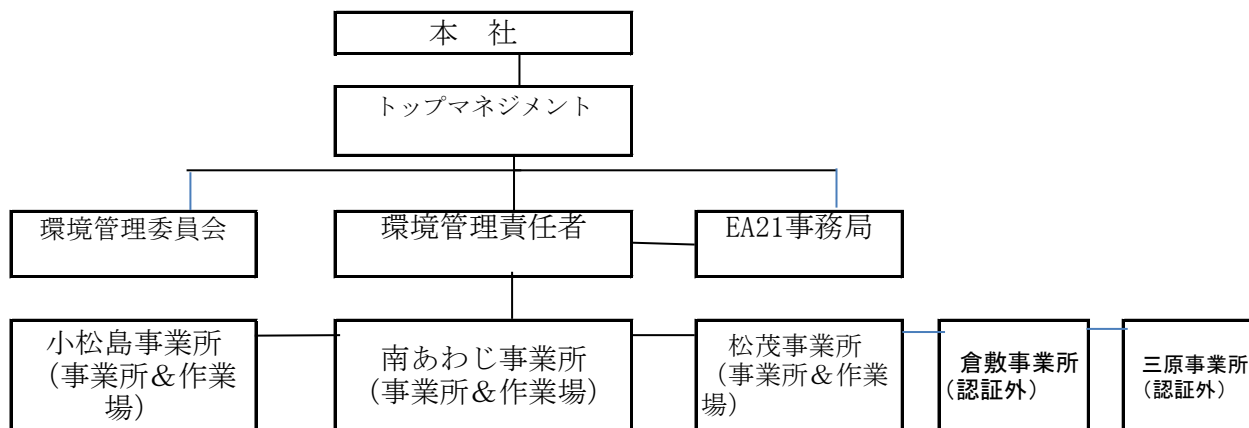 本　社
トップマネジメント
環境管理委員会
環境管理責任者
EA21事務局
小松島事業所
（事業所＆作業
場）
南あわじ事業所
（事業所＆作業場）
松茂事業所
（事業所＆作業
場）
倉敷事業所
（認証外）
三原事業所
（認証外）